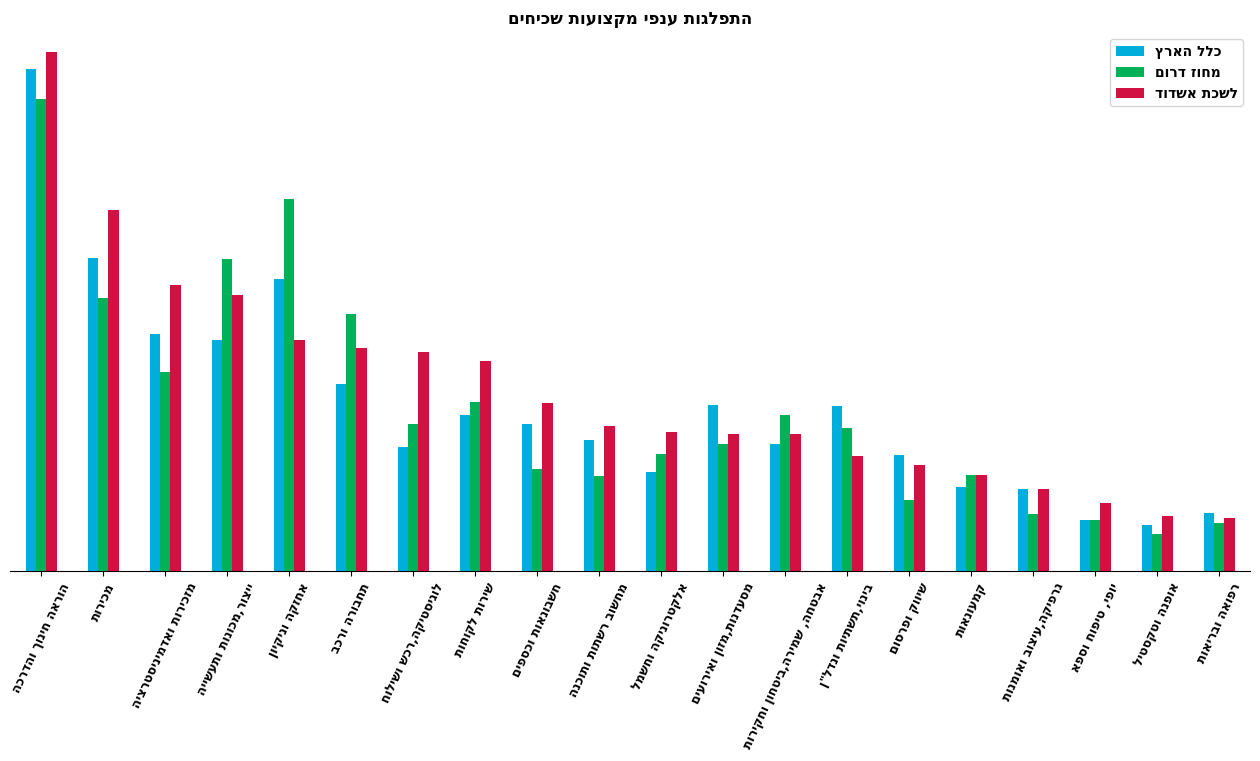 התפלגות ענפי מקצועות שכיחים
כלל הארץ
מחוז דרום
לשכת אשדוד
הוראה חינוך והדרכה
מכירות
מזכירות ואדמיניסטרציה
ייצור,מכונות ותעשייה
אחזקה וניקיון
תחבורה ורכב
לוגיסטיקה,רכש ושילוח
שירות לקוחות
חשבונאות וכספים
מחשוב רשתות ותוכנה
אלקטרוניקה וחשמל
מסעדנות,מזון ואירועים
אבטחה, שמירה,ביטחון וחקירות
בינוי,תשתיות ונדל"ן
שיווק ופרסום
קמעונאות
גרפיקה,עיצוב ואומנות
יופי, טיפוח וספא
אופנה וטקסטיל
רפואה ובריאות